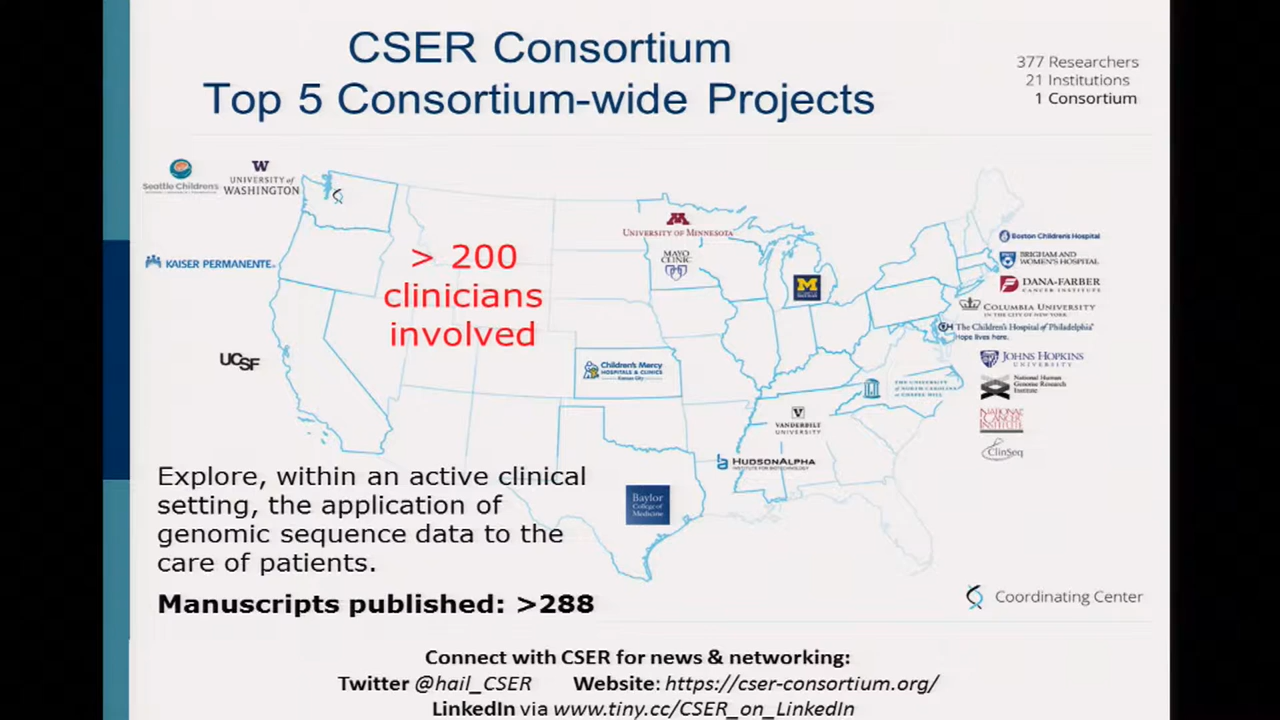 CSER Consortium
Top 5 Consortium-wide Projects
377 Researchers
21 Institutions
1 Consortium
Seattle Children's
W
UNIVERSITY of
WASHINGTON
KAISER PERMANENTE
UCSF
> 200
clinicians
involved
M
UNIVERSITY OF MINNESOTA
MAYO
CLINIC
M
Children's Mercy
HOSPITALS & CLINICS
Kansas City
V
VANDERBILT
UNIVERSITY
HUDSONALPHA
INSTITUTE FOR BIOTECHNOLOGY
Baylor
College of
Medicine
Boston Children's Hospital
BRIGHAM AND
WOMEN'S HOSPITAL
DANA-FARBER
CANCER INSTITUTE
COLUMBIA UNIVERSITY
IN THE CITY OF NEW YORK
The Children's Hospital of Philadelphia
Hope lives here.
JOHNS HOPKINS
UNIVERSITY
National Human
Genome Research
Institute
THE UNIVERSITY
of NORTH CAROLINA
at CHAPEL HILL
NATIONAL
CANCER
INSTITUTE
ClinSeq
Explore, within an active clinical
setting, the application of
genomic sequence data to the
care of patients.
Manuscripts published: >288
Coordinating Center
Connect with CSER for news & networking:
Twitter @hail_CSER Website: https://cser-consortium.org/
LinkedIn via www.tiny.cc/CSER_on_LinkedIn